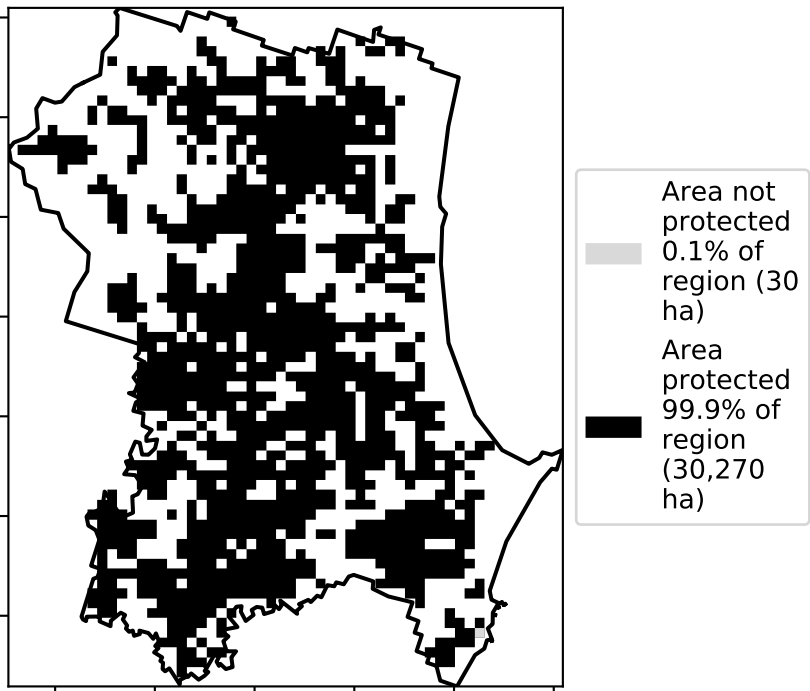 Area not
protected
0.1% of
region (30
ha)
Area
protected
99.9% of
region
(30,270
ha)